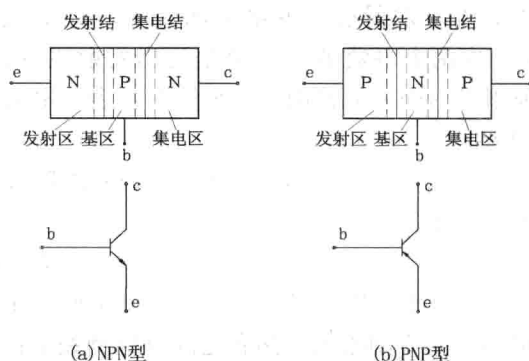 发射结 集电结
e N P N c
发射区 基区 集电区
b
c
b
e
(a)NPN型
发射结 集电结
e P N P c
发射区 基区 集电区
b
c
b
e
(b)PNP型